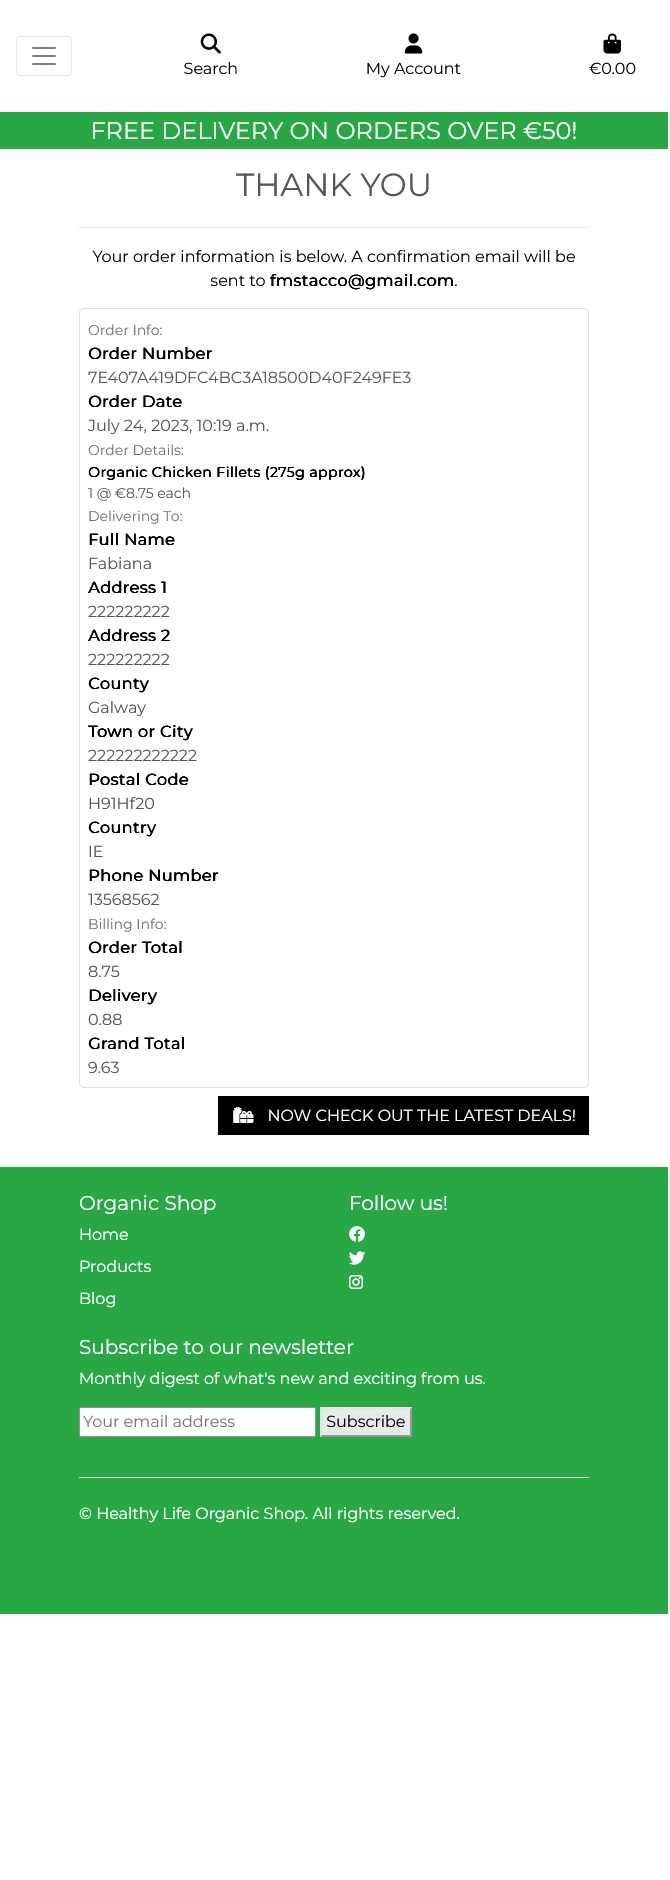 Search
My Account
€0.00
FREE DELIVERY ON ORDERS OVER €50!
THANK YOU
Your order information is below. A confirmation email will be
sent to fmstacco@gmail.com.
Order Info:
Order Number
7E407A419DFC4BC3A18500D40F249FE3
Order Date
July 24, 2023, 10:19 a.m.
Order Details:
Organic Chicken Fillets (275g approx)
1 @ €8.75 each
Delivering To:
Full Name
Fabiana
Address 1
222222222
Address 2
222222222
County
Galway
Town or City
222222222222
Postal Code
H91Hf20
Country
IE
Phone Number
13568562
Billing Info:
Order Total
8.75
Delivery
0.88
Grand Total
9.63
NOW CHECK OUT THE LATEST DEALS!
Organic Shop
Home
Products
Blog
Follow us!
Subscribe to our newsletter
Monthly digest of what's new and exciting from us.
Your email address
Subscribe
© Healthy Life Organic Shop. All rights reserved.